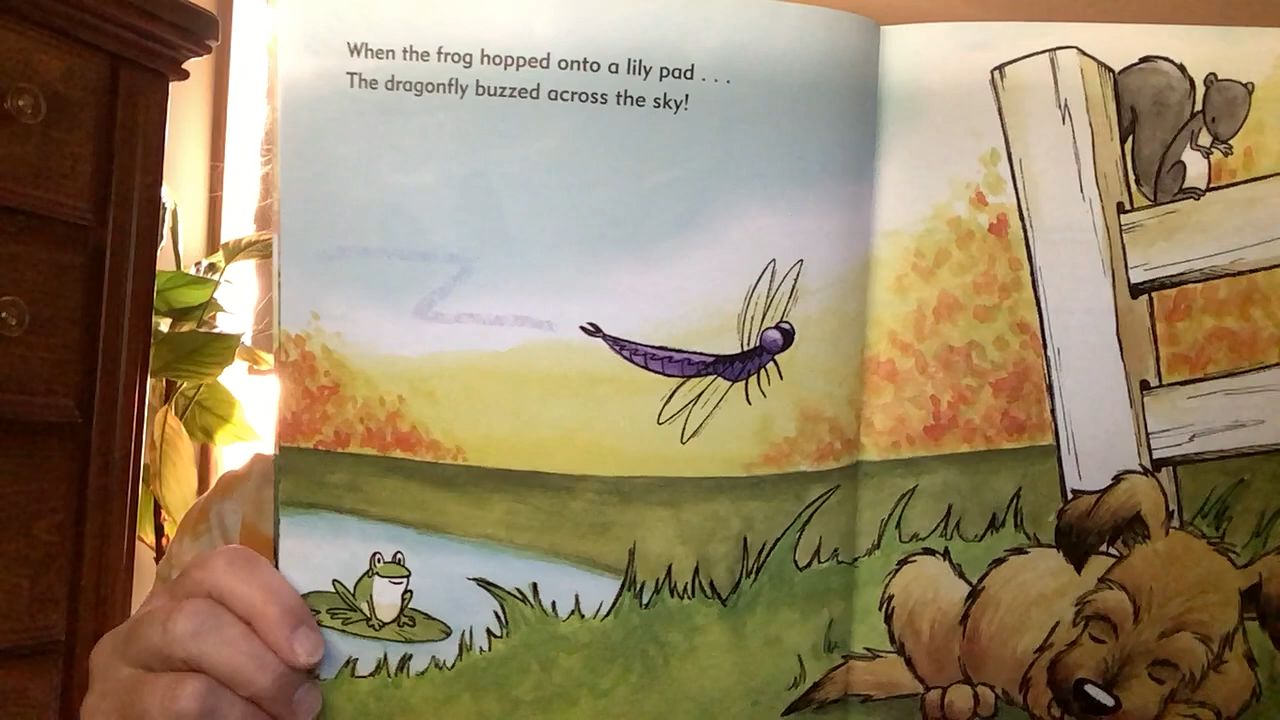 When the frog hopped onto a lily pad . . .
The dragonfly buzzed across the sky!